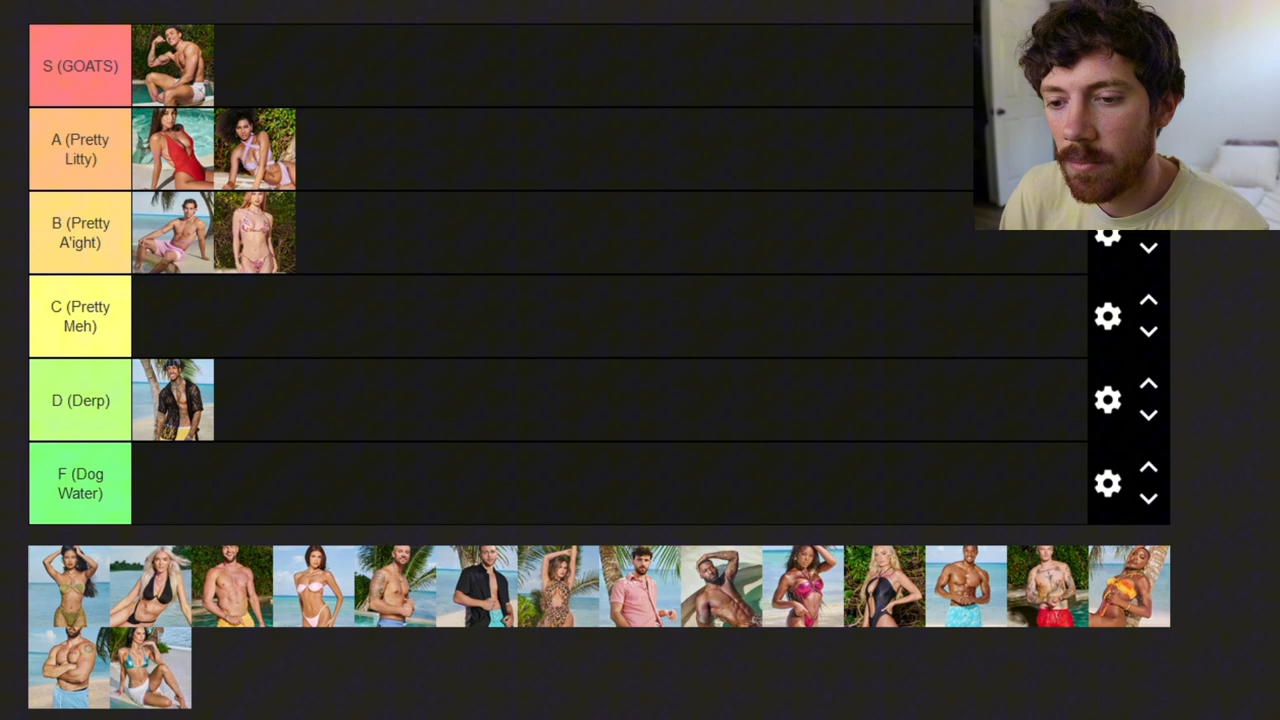 S (GOATS)
A (Pretty
Litty)
B (Pretty
A'ight)
C (Pretty
Meh)
D (Derp)
F (Dog
Water)